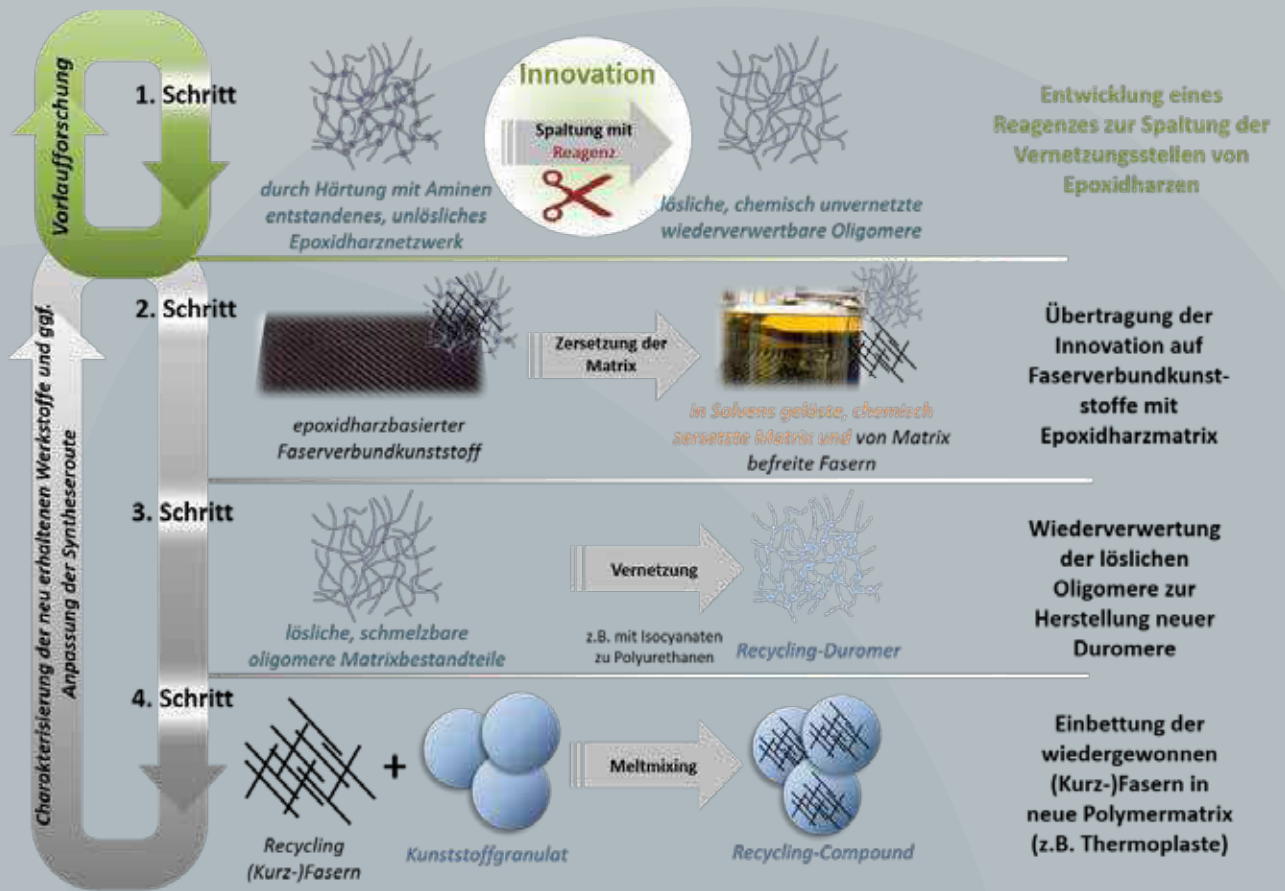 Vorlaufforschung
1. Schritt
durch Härtung mit Aminen
entstandenes, unlösliches
Epoxidharznetzwerk
Innovation
Spaltung mit
Reagenz
lösliche, chemisch unvernetzte
wiederverwertbare Oligomere
Entwicklung eines
Reagenzes zur Spaltung der
Vernetzungsstellen von
Epoxidharzen
Charakterisierung der neu erhaltenen Werkstoffe und ggf.
Anpassung der Syntheseroute
2. Schritt
epoxidharzbasierter
Faserverbundkunststoff
Zersetzung der
Matrix
in Solvens gelöste, chemisch
zersetzte Matrix und von Matrix
befreite Fasern
Übertragung der
Innovation auf
Faserverbundkunst-
stoffe mit
Epoxidharzmatrix
3. Schritt
lösliche, schmelzbare
oligomere Matrixbestandteile
Vernetzung
z.B. mit Isocyanaten
zu Polyurethanen
Recycling-Duromer
Wiederverwertung
der löslichen
Oligomere zur
Herstellung neuer
Duromere
4. Schritt
Recycling
(Kurz-)Fasern
+
Kunststoffgranulat
Meltmixing
Recycling-Compound
Einbettung der
wiedergewonnen
(Kurz-)Fasern in
neue Polymermatrix
(z.B. Thermoplaste)